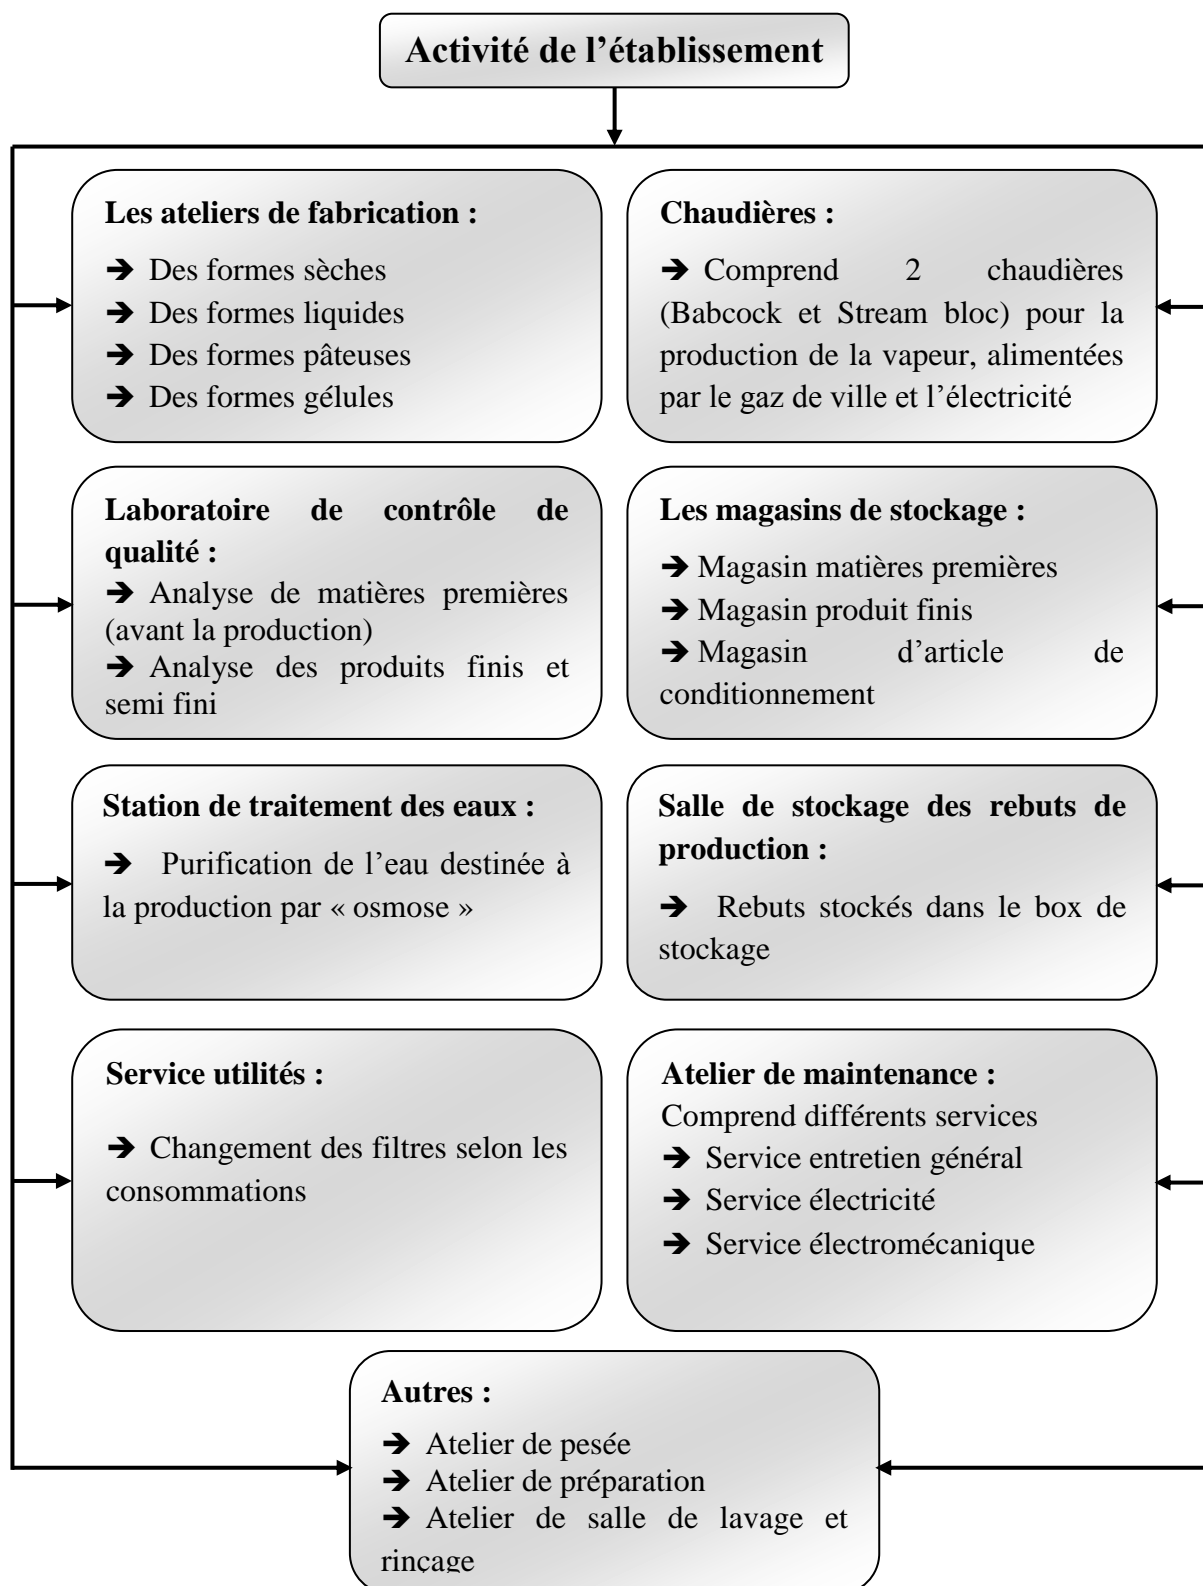 Activité de l’établissement
Les ateliers de fabrication :
➔ Des formes sèches
➔ Des formes liquides
➔ Des formes pâteuses
➔ Des formes gélules
Chaudières :
➔ Comprend 2 chaudières
(Babcock et Stream bloc) pour la
production de la vapeur, alimentées
par le gaz de ville et l’électricité
Laboratoire de contrôle de
qualité :
➔ Analyse de matières premières
(avant la production)
➔ Analyse des produits finis et
semi fini
Les magasins de stockage :
➔ Magasin matières premières
➔ Magasin produit finis
➔ Magasin d’article de
conditionnement
Station de traitement des eaux :
➔ Purification de l’eau destinée à
la production par « osmose »
Salle de stockage des rebuts de
production :
➔ Rebuts stockés dans le box de
stockage
Service utilités :
➔ Changement des filtres selon les
consommations
Atelier de maintenance :
Comprend différents services
➔ Service entretien général
➔ Service électricité
➔ Service électromécanique
Autres :
➔ Atelier de pesée
➔ Atelier de préparation
➔ Atelier de salle de lavage et
rinçage